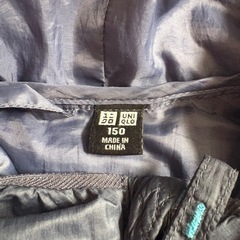 ユニ UNI
クロ QLO
150
MADE IN
CHINA